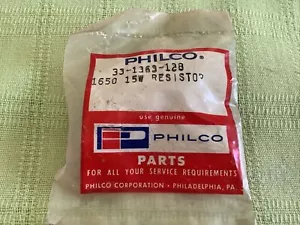 PHILCO®
33-1363-128
1650 15W RESISTOR
use genuine
PHILCO
PARTS
FOR ALL YOUR SERVICE REQUIREMENTS
PHILCO CORPORATION • PHILADELPHIA, PA.